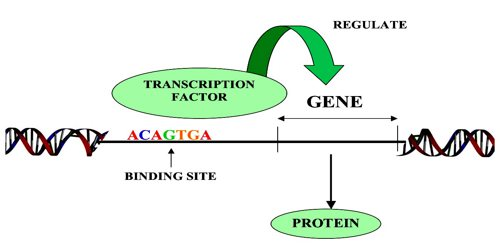 REGULATE
TRANSCRIPTION
FACTOR
GENE
ACAGTGA
BINDING SITE
PROTEIN